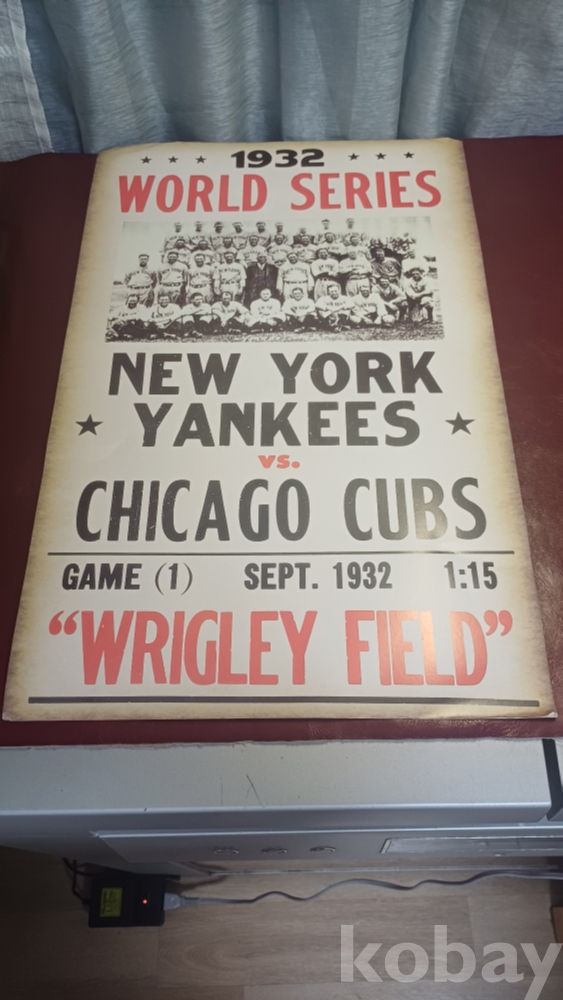 ★ ★ ★ 1932 ★ ★ ★
WORLD SERIES
NEW YORK
★ YANKEES ★
vs.
CHICAGO CUBS
GAME (1) SEPT. 1932 1:15
“WRIGLEY FIELD”
kobay